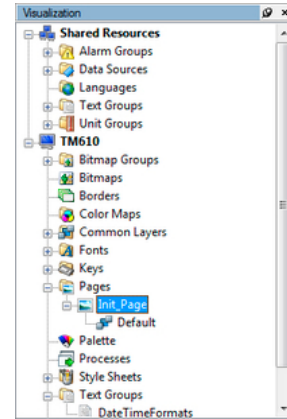 Visualization
Shared Resources
Alarm Groups
Data Sources
Languages
Text Groups
Unit Groups
TM610
Bitmap Groups
Bitmaps
Borders
Color Maps
Common Layers
Fonts
Keys
Pages
Init_Page
Default
Palette
Processes
Style Sheets
Text Groups
DateTimeFormats